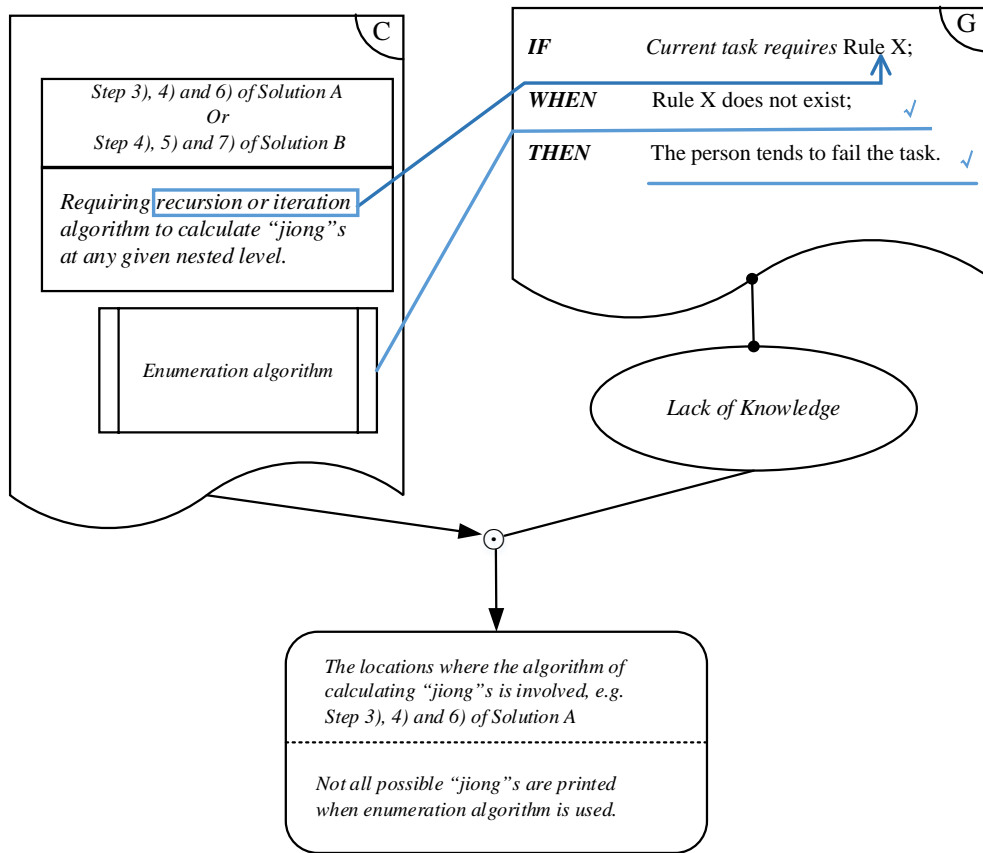 C
Step 3), 4) and 6) of Solution A
Or
Step 4), 5) and 7) of Solution B
Requiring recursion or iteration
algorithm to calculate “jiong”s
at any given nested level.
Enumeration algorithm
G
IF Current task requires Rule X;
WHEN Rule X does not exist;
THEN The person tends to fail the task.
Lack of Knowledge
The locations where the algorithm of
calculating “jiong”s is involved, e.g.
Step 3), 4) and 6) of Solution A
Not all possible “jiong”s are printed
when enumeration algorithm is used.